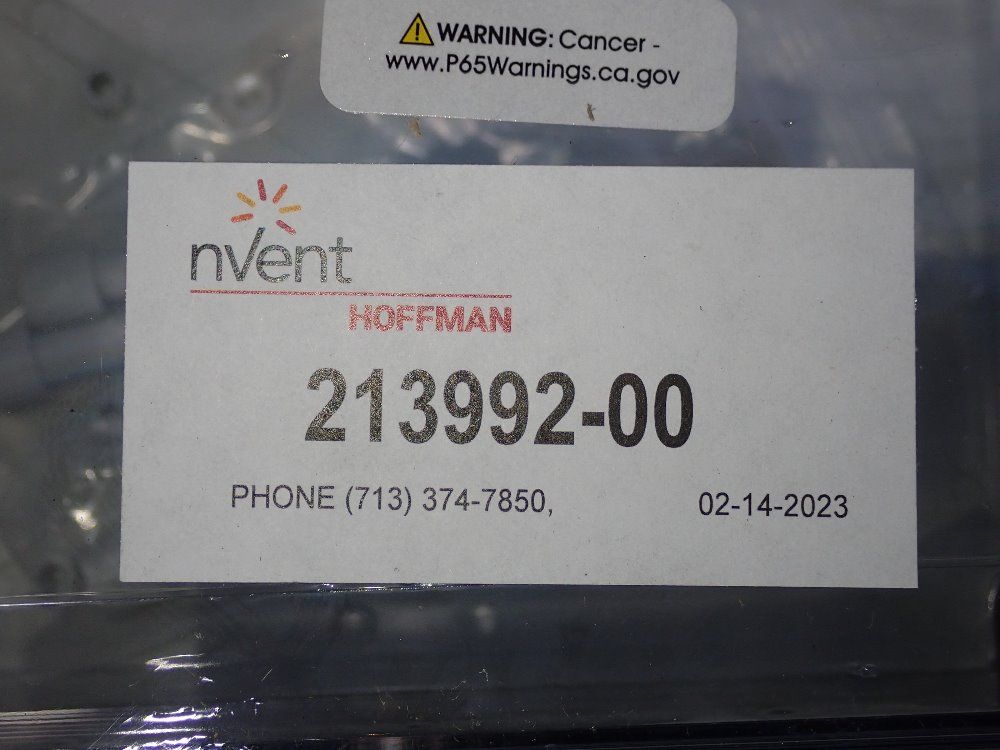 WARNING: Cancer -
www.P65Warnings.ca.gov
nVent
HOFFMAN
213992-00
PHONE (713) 374-7850, 02-14-2023